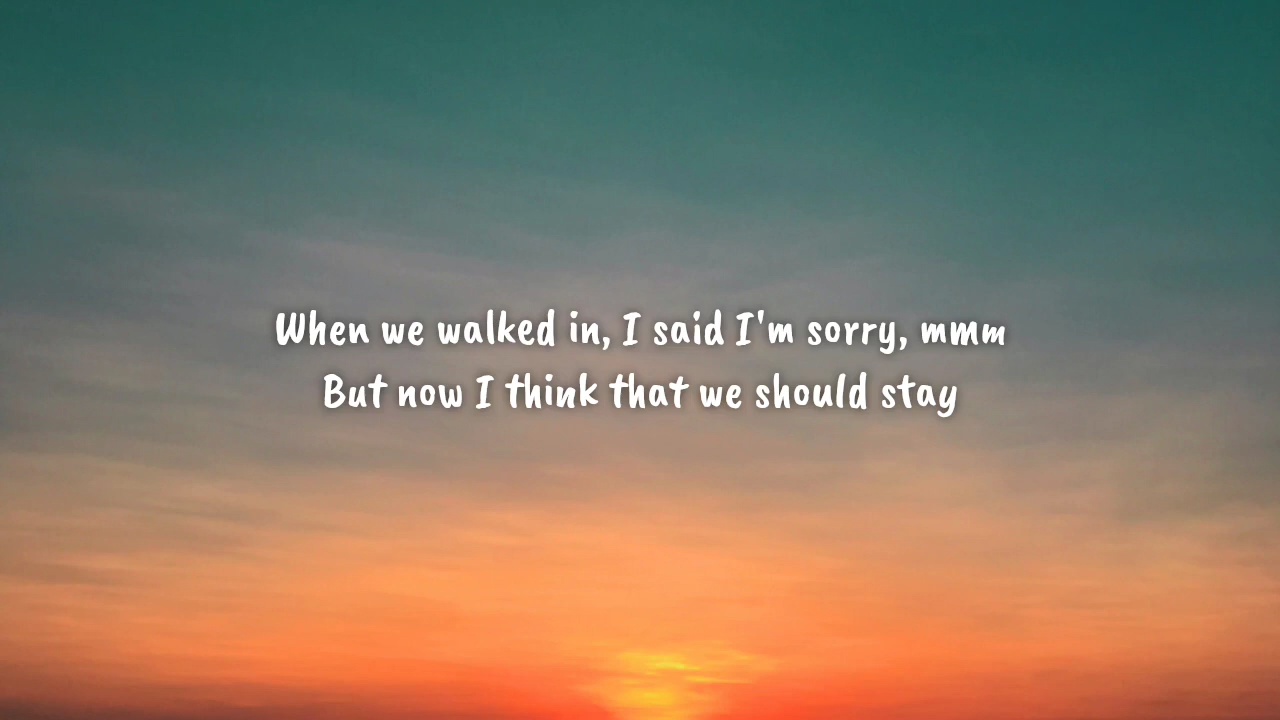 When we walked in, I said I'm sorry, mmm
But now I think that we should stay